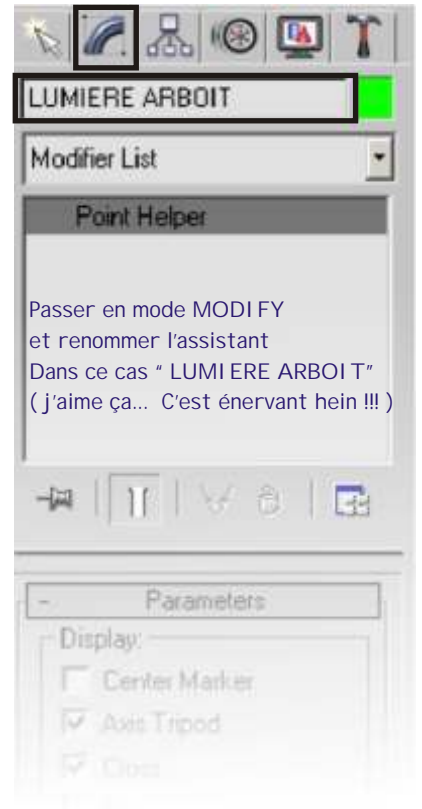 LUMIERE ARBOIT
Modifier List
Point Helper
Passer en mode MODIFY
et renommer l'assistant
Dans ce cas “ LUMIERE ARBOIT”
( j'aime ça... C'est énervant hein !!! )
- Parameters
Display:
Center Marker
Axis Tripod
Cross